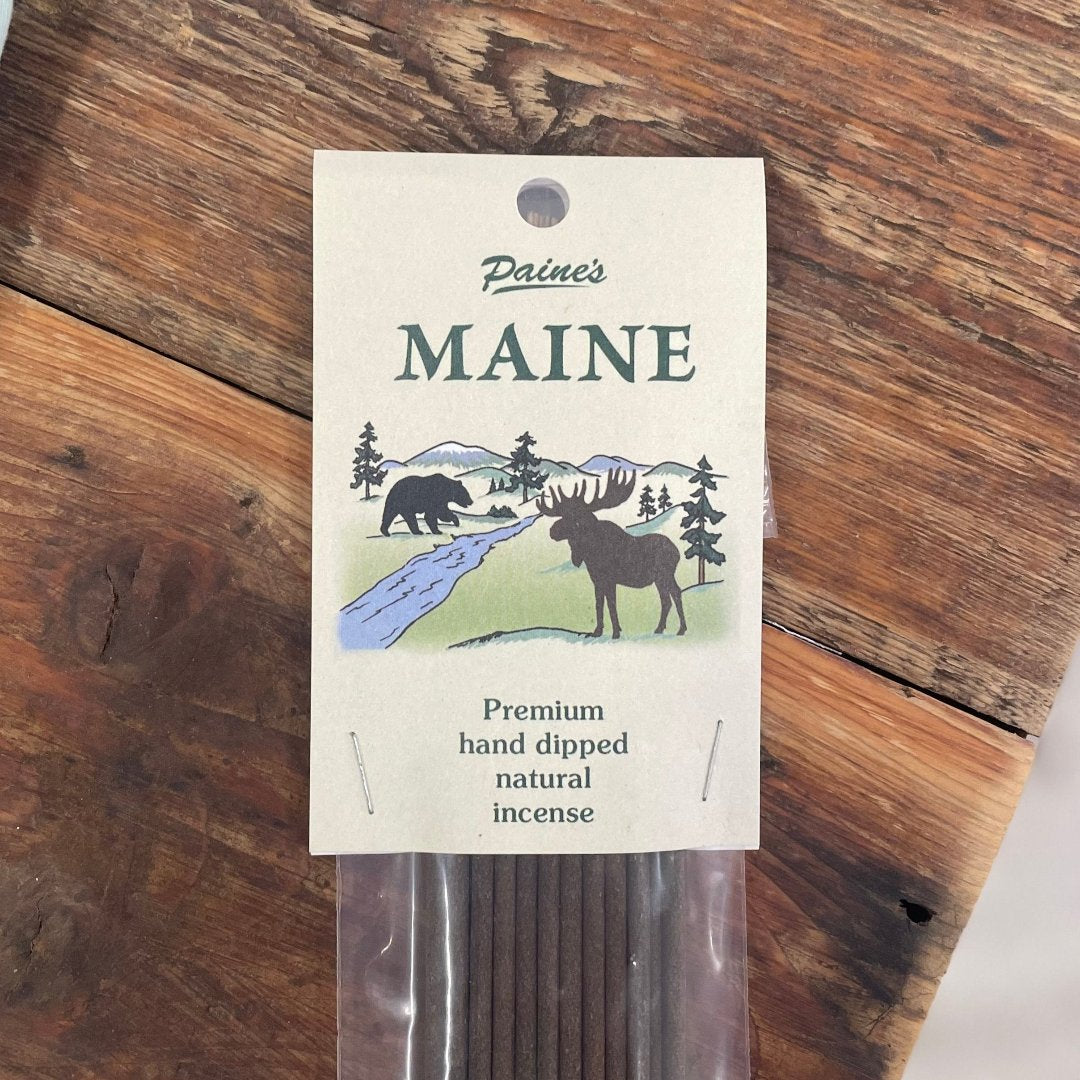 Paine's
MAINE
Premium
hand dipped
natural
incense